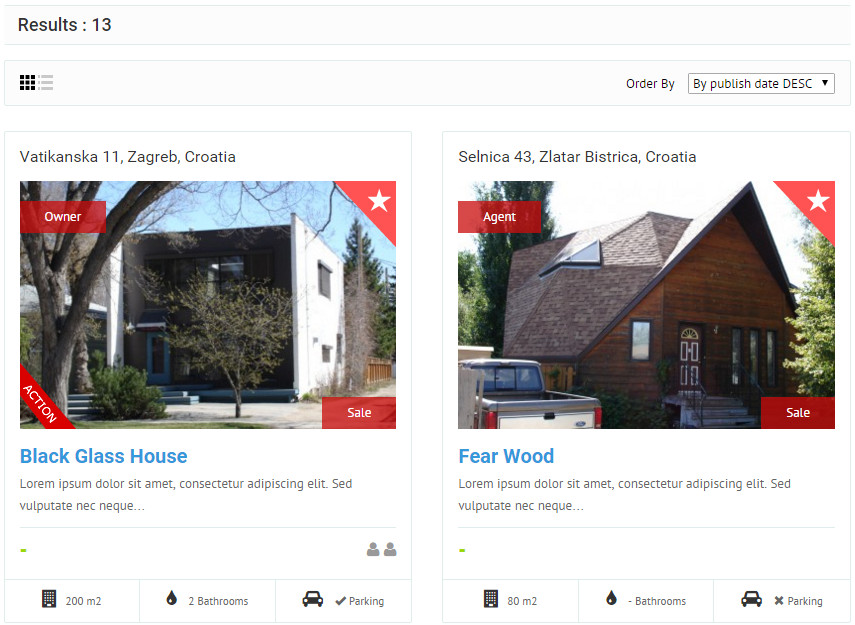 Results : 13
Order By By publish date DESC
Vatikanska 11, Zagreb, Croatia
Owner
ACTION
Sale
Black Glass House
Lorem ipsum dolor sit amet, consectetur adipiscing elit. Sed
vulputate nec neque...
-
200 m2 2 Bathrooms Parking
Selnica 43, Zlatar Bistrica, Croatia
Agent
Sale
Fear Wood
Lorem ipsum dolor sit amet, consectetur adipiscing elit. Sed
vulputate nec neque...
-
80 m2 - Bathrooms Parking